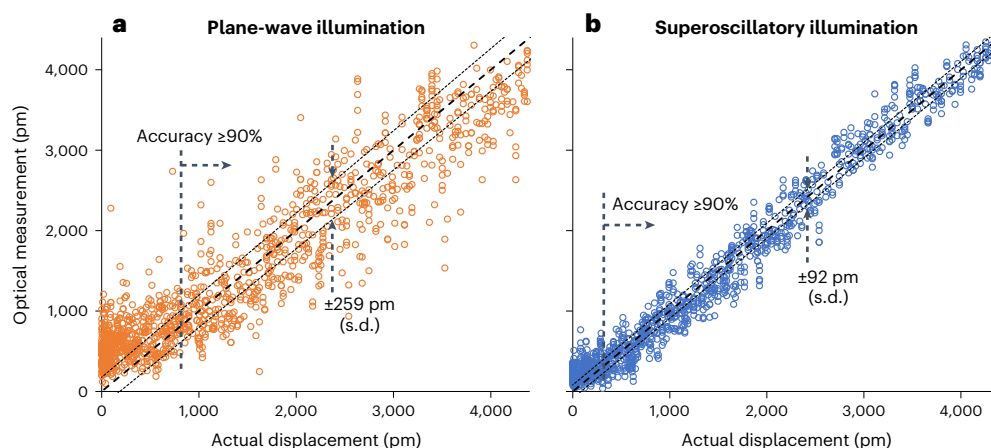 a Plane-wave illumination
4,000
3,000
2,000
1,000
0
Optical measurement (pm)
Accuracy ≥90%
±259 pm
(s.d.)
0 1,000 2,000 3,000 4,000
Actual displacement (pm)
b Superoscillatory illumination
Accuracy ≥90%
±92 pm
(s.d.)
0 1,000 2,000 3,000 4,000
Actual displacement (pm)